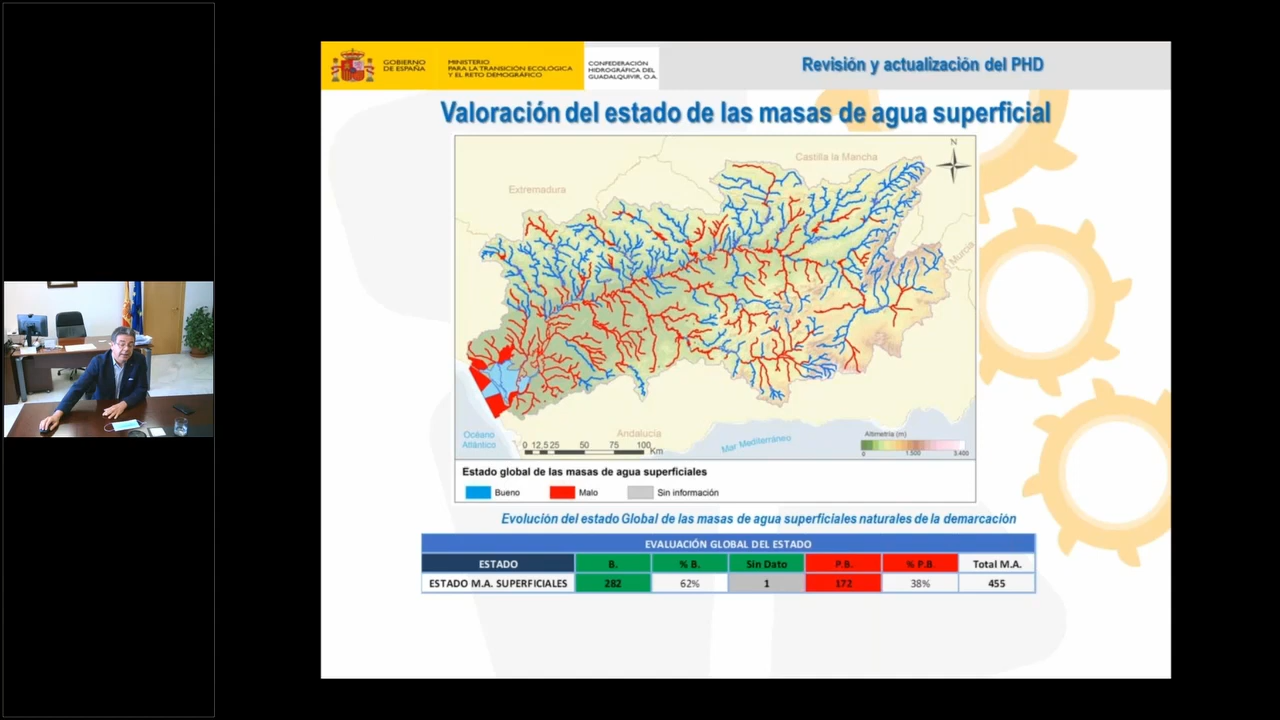 GOBIERNO
DE ESPAÑA
MINISTERIO
PARA LA TRANSICIÓN ECOLÓGICA
Y EL RETO DEMOGRÁFICO
CONFEDERACIÓN
HIDROGRÁFICA DEL
GUADALQUIVIR, O.A.
Revisión y actualización del PHD
Valoración del estado de las masas de agua superficial
N
Castilla la Mancha
Extremadura
Murcia
Océano
Atlántico
Andalucía
Mar Mediterráneo
0 12,5 25 50 75 100
Km
Altimetría (m)
0 1.500 3.400
Estado global de las masas de agua superficiales
Bueno Malo Sin información
Evolución del estado Global de las masas de agua superficiales naturales de la demarcación
EVALUACIÓN GLOBAL DEL ESTADO
ESTADO B. % B. Sin Dato P.B. % P.B. Total M.A.
ESTADO M.A. SUPERFICIALES 282 62% 1 172 38% 455